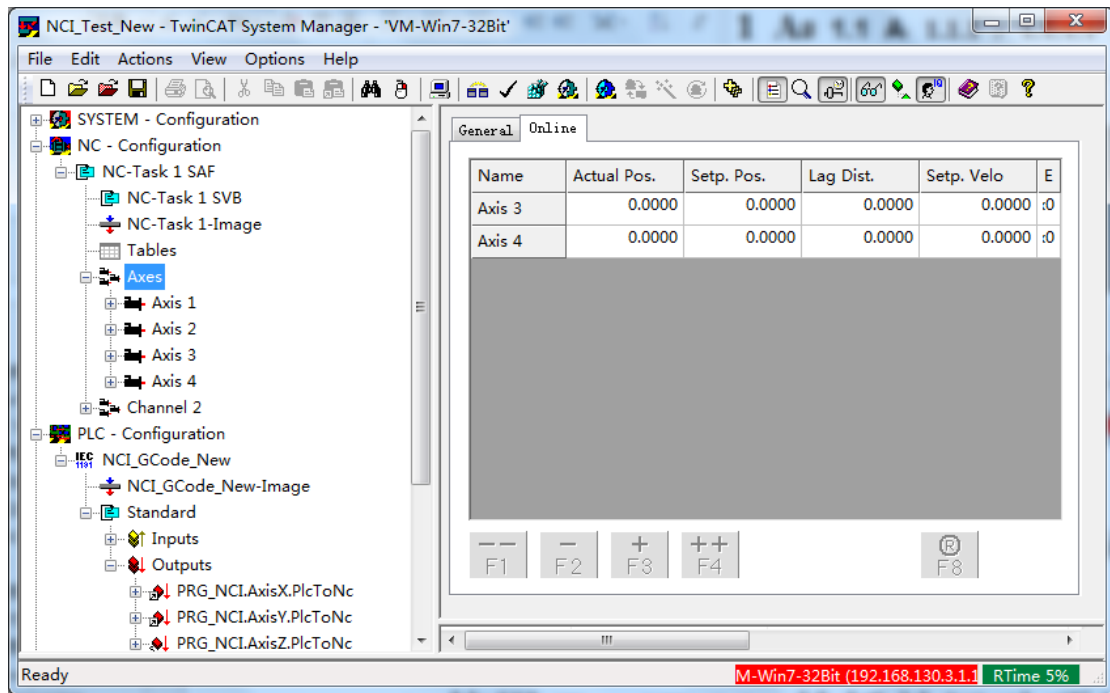 NCI_Test_New - TwinCAT System Manager - 'VM-Win7-32Bit'
File Edit Actions View Options Help
SYSTEM - Configuration
NC - Configuration
NC-Task 1 SAF
NC-Task 1 SVB
NC-Task 1-Image
Tables
Axes
Axis 1
Axis 2
Axis 3
Axis 4
Channel 2
PLC - Configuration
IEC 1131 NCI_GCode_New
NCI_GCode_New-Image
Standard
Inputs
Outputs
PRG_NCI.AxisX.PlcToNc
PRG_NCI.AxisY.PlcToNc
PRG_NCI.AxisZ.PlcToNc
General Online
Name Actual Pos. Setp. Pos. Lag Dist. Setp. Velo E
Axis 3 0.0000 0.0000 0.0000 0.0000 :0
Axis 4 0.0000 0.0000 0.0000 0.0000 :0
-- - + ++ ®
F1 F2 F3 F4 F8
Ready M-Win7-32Bit (192.168.130.3.1.1 RTime 5%